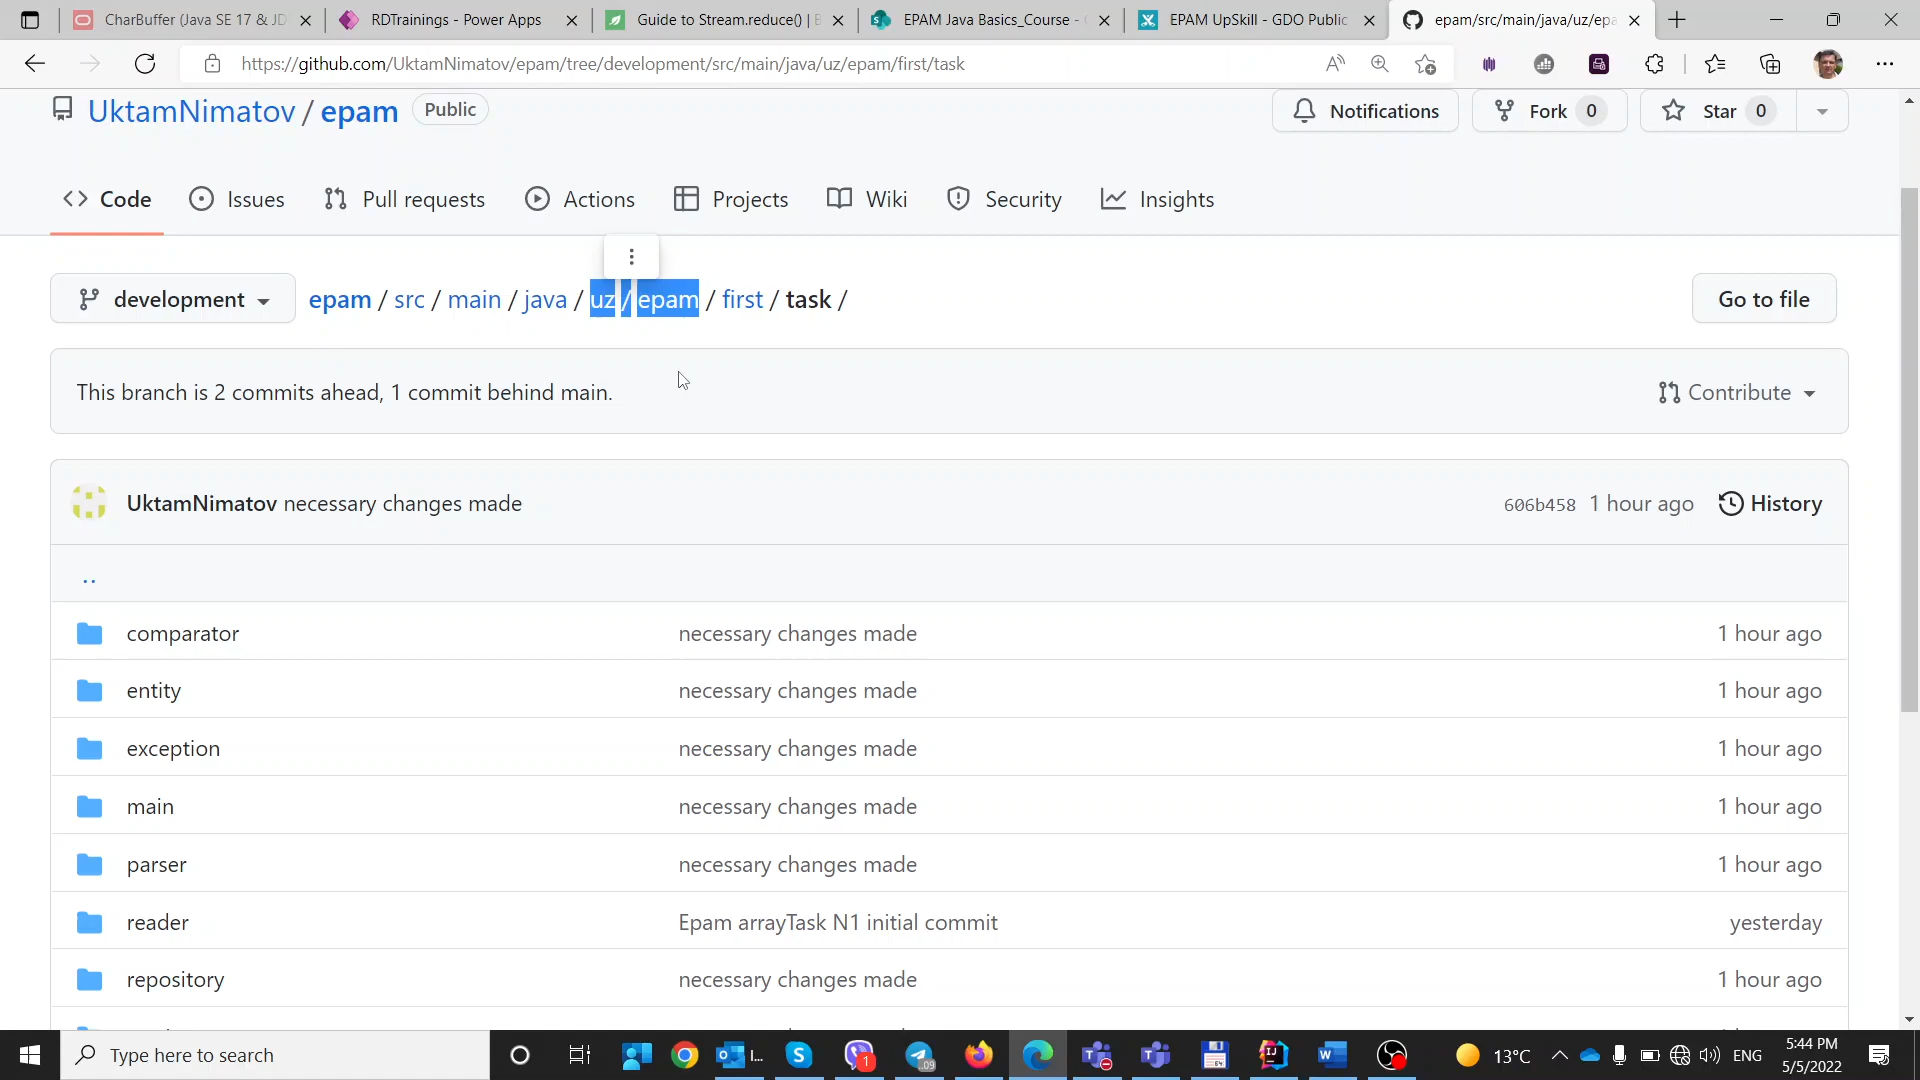 CharBuffer (Java SE 17 & JD
RDTrainings - Power Apps
Guide to Stream.reduce() | B
EPAM Java Basics_Course -
EPAM UpSkill - GDO Public
epam/src/main/java/uz/epa
https://github.com/UktamNimatov/epam/tree/development/src/main/java/uz/epam/first/task
UktamNimatov / epam Public
Notifications
Fork 0
Star 0
Code
Issues
Pull requests
Actions
Projects
Wiki
Security
Insights
development
epam / src / main / java / uz / epam / first / task /
Go to file
This branch is 2 commits ahead, 1 commit behind main.
Contribute
UktamNimatov necessary changes made
606b458 1 hour ago History
..
comparator necessary changes made 1 hour ago
entity necessary changes made 1 hour ago
exception necessary changes made 1 hour ago
main necessary changes made 1 hour ago
parser necessary changes made 1 hour ago
reader Epam arrayTask N1 initial commit yesterday
repository necessary changes made 1 hour ago
Type here to search
I...
1
.09
13°C
ENG
5:44 PM
5/5/2022